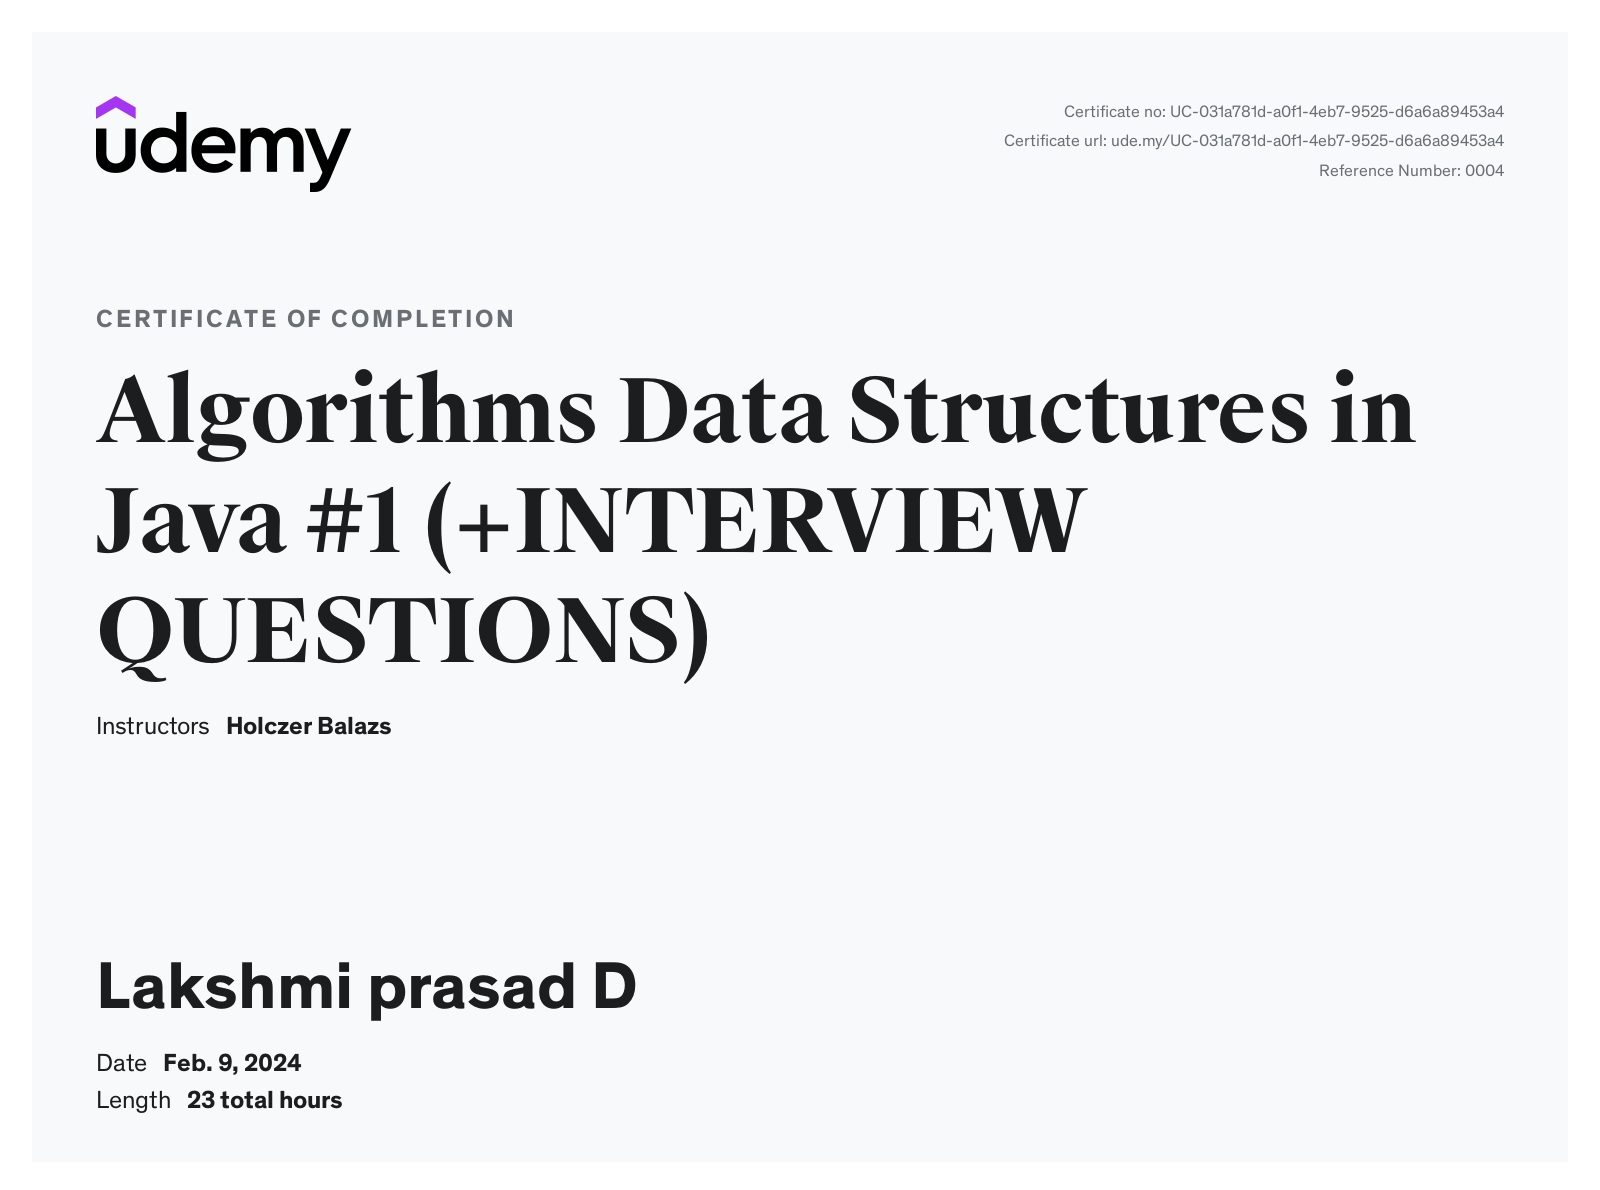 udemy
Certificate no: UC-031a781d-a0f1-4eb7-9525-d6a6a89453a4
Certificate url: ude.my/UC-031a781d-a0f1-4eb7-9525-d6a6a89453a4
Reference Number: 0004
CERTIFICATE OF COMPLETION
Algorithms Data Structures in
Java #1 (+INTERVIEW
QUESTIONS)
Instructors Holczer Balazs
Lakshmi prasad D
Date Feb. 9, 2024
Length 23 total hours